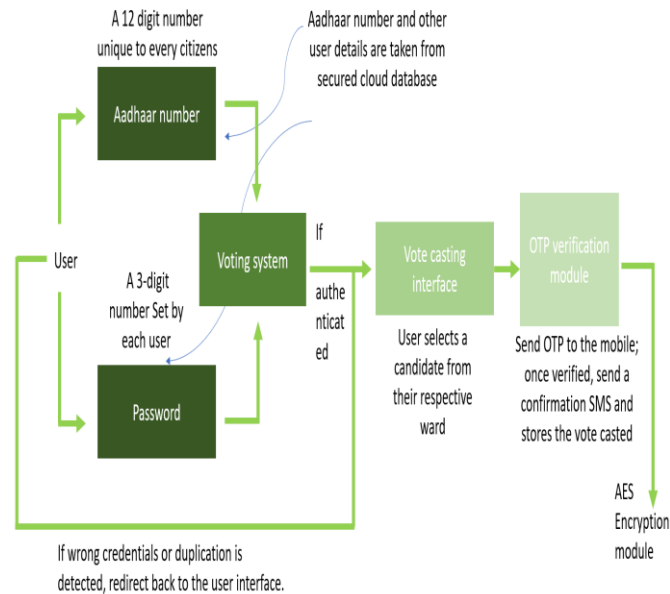 A 12 digit number
unique to every citizens
Aadhaar number and other
user details are taken from
secured cloud database
Aadhaar number
User
A 3-digit
number Set by
each user
Password
Voting system
If
authe
nticat
ed
Vote casting
interface
User selects a
candidate from
their respective
ward
OTP verification
module
Send OTP to the mobile;
once verified, send a
confirmation SMS and
stores the vote casted
AES
Encryption
module
If wrong credentials or duplication is
detected, redirect back to the user interface.